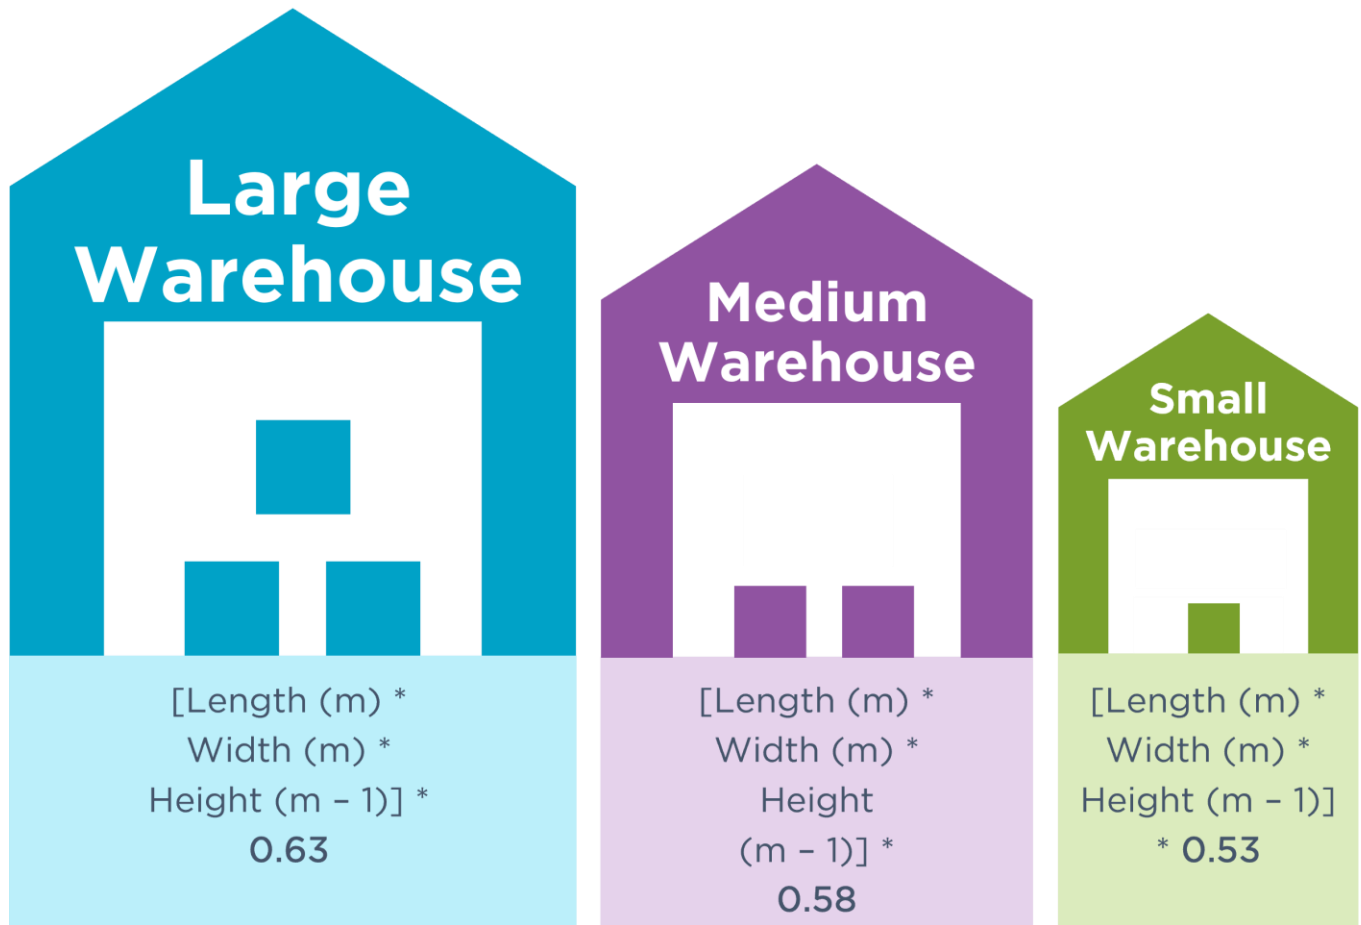 Large
Warehouse
[Length (m) *
Width (m) *
Height (m – 1)] *
0.63
Medium
Warehouse
[Length (m) *
Width (m) *
Height
(m – 1)] *
0.58
Small
Warehouse
[Length (m) *
Width (m) *
Height (m – 1)]
* 0.53